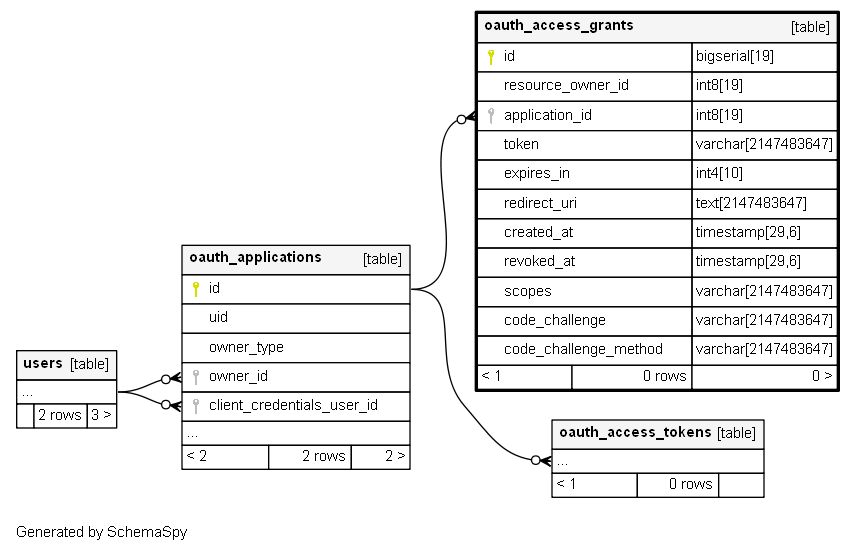 oauth_access_grants [table]
id bigserial[19]
resource_owner_id int8[19]
application_id int8[19]
token varchar[2147483647]
expires_in int4[10]
redirect_uri text[2147483647]
created_at timestamp[29,6]
revoked_at timestamp[29,6]
scopes varchar[2147483647]
code_challenge varchar[2147483647]
code_challenge_method varchar[2147483647]
< 1 0 rows 0 >
oauth_applications [table]
id
uid
owner_type
owner_id
client_credentials_user_id
...
< 2 2 rows 2 >
users [table]
...
2 rows 3 >
oauth_access_tokens [table]
...
< 1 0 rows
Generated by SchemaSpy